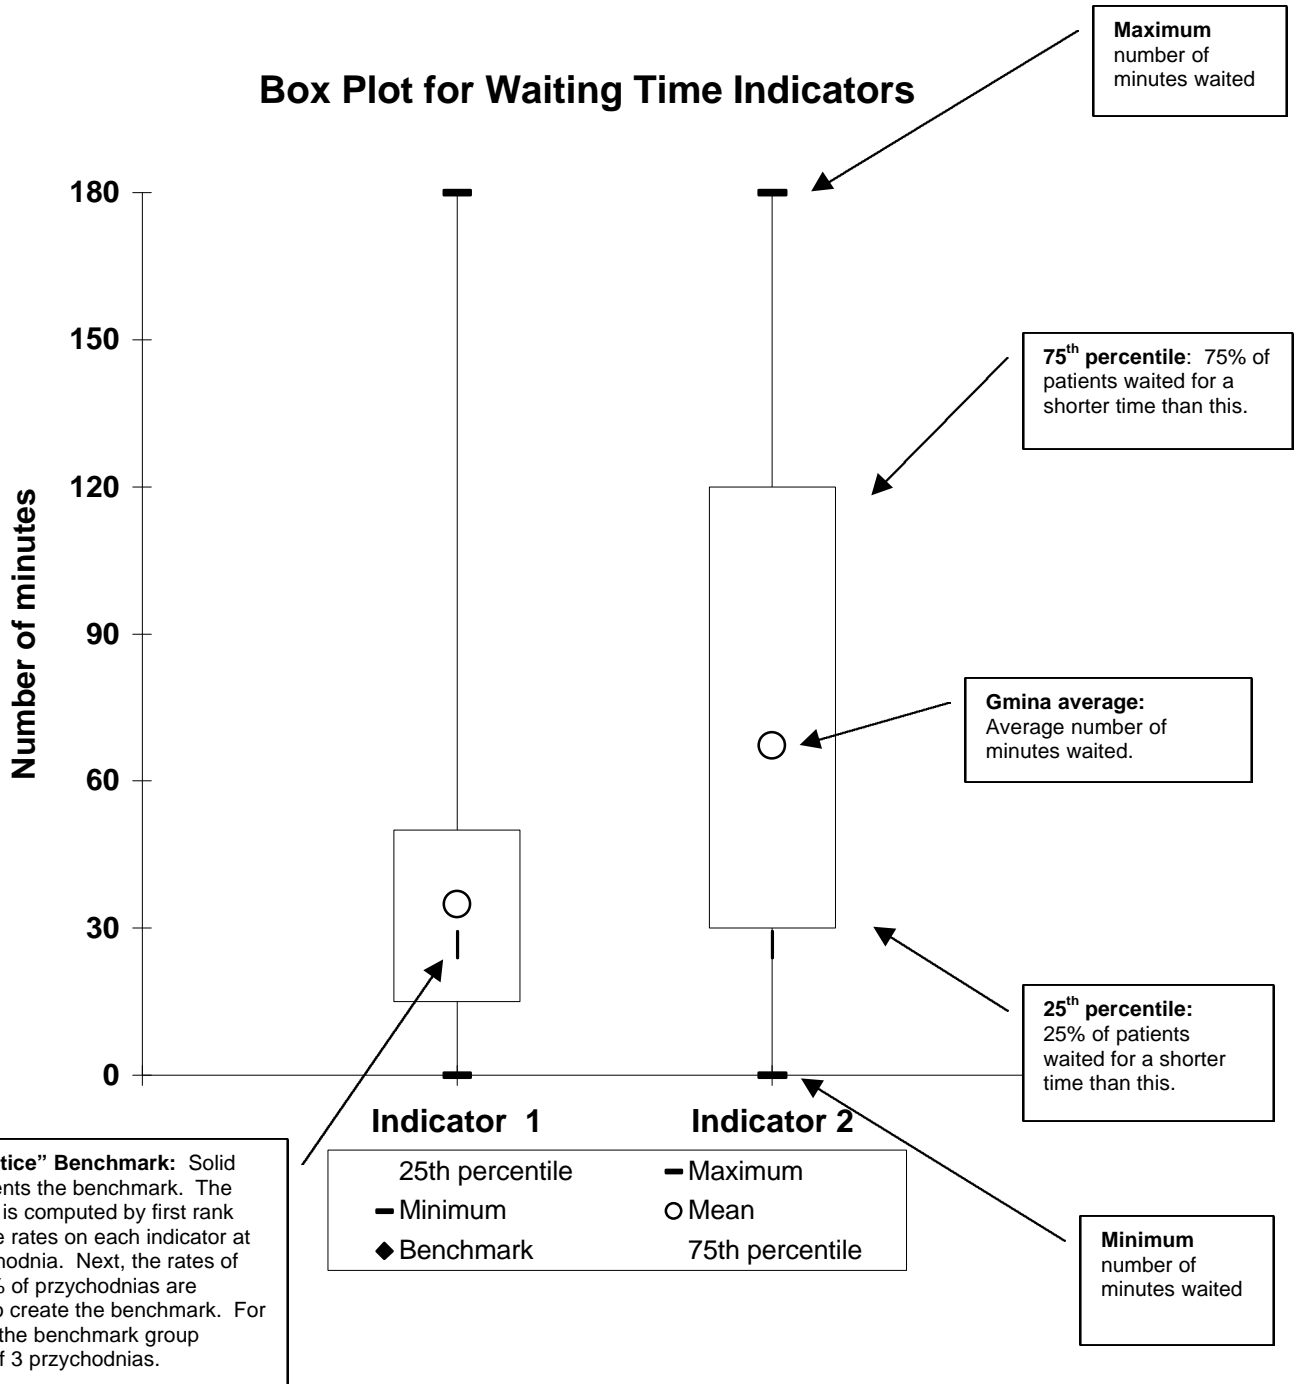 Maximum
number of
minutes waited
Box Plot for Waiting Time Indicators
180
150
75th percentile: 75% of
patients waited for a
shorter time than this.
120
Number of minutes
90
Gmina average:
Average number of
minutes waited.
60
30
25th percentile:
25% of patients
waited for a shorter
time than this.
0
Indicator 1 Indicator 2
25th percentile Maximum
Minimum Mean
Benchmark 75th percentile
tice” Benchmark: Solid
ents the benchmark. The
is computed by first rank
e rates on each indicator at
hodnia. Next, the rates of
% of przychodnias are
o create the benchmark. For
the benchmark group
f 3 przychodnias.
Minimum
number of
minutes waited